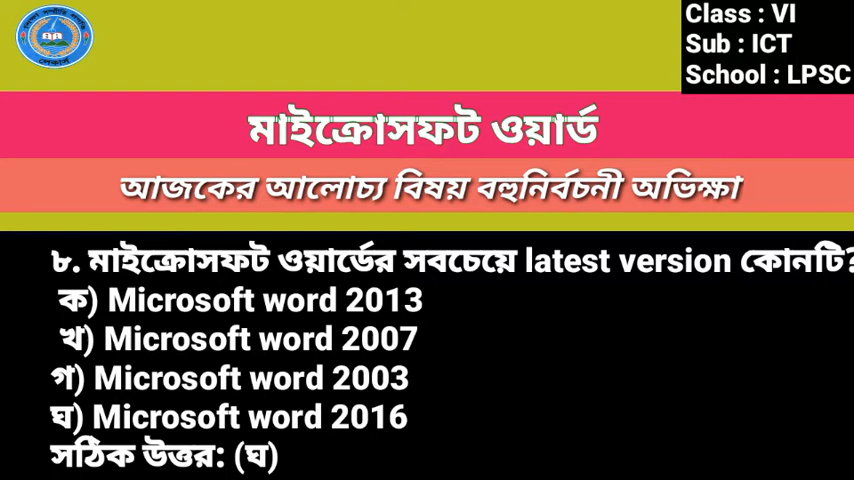 Class : VI
Sub : ICT
School : LPSC
মাইক্রোসফট ওয়ার্ড
আজকের আলোচ্য বিষয় বহুনির্বচনী অভিক্ষা
৮. মাইক্রোসফট ওয়ার্ডের সবচেয়ে latest version কোনটি?
ক) Microsoft word 2013
খ) Microsoft word 2007
গ) Microsoft word 2003
ঘ) Microsoft word 2016
সঠিক উত্তর: (ঘ)